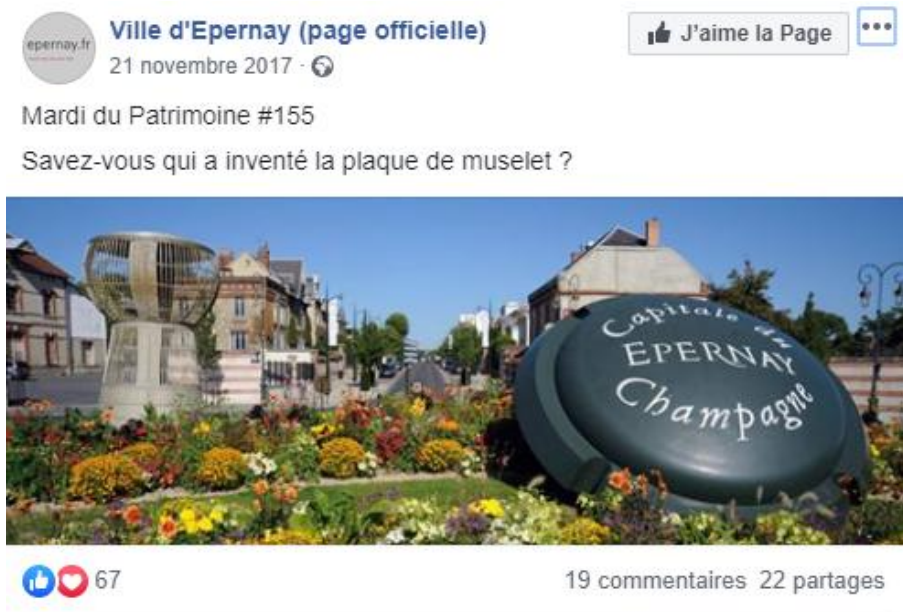 epernay.fr
Ville d'Epernay (page officielle)
J'aime la Page
21 novembre 2017
Mardi du Patrimoine #155
Savez-vous qui a inventé la plaque de muselet ?
Capitale du
EPERNAY
Champagne
67
19 commentaires 22 partages